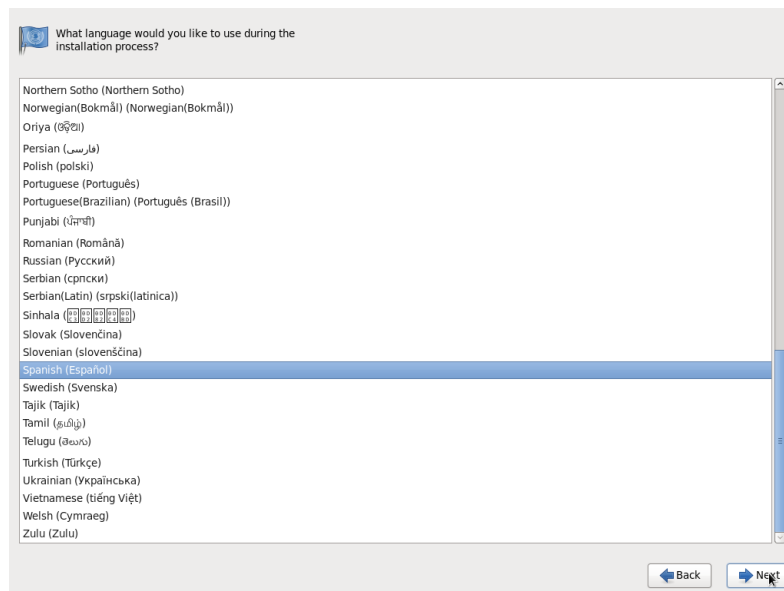 What language would you like to use during the
installation process?
Northern Sotho (Northern Sotho)
Norwegian(Bokmål) (Norwegian(Bokmål))
Oriya (ଓଡ଼ିଆ)
Persian (فارسی)
Polish (polski)
Portuguese (Português)
Portuguese(Brazilian) (Português (Brasil))
Punjabi (ਪੰਜਾਬੀ)
Romanian (Română)
Russian (Русский)
Serbian (српски)
Serbian(Latin) (srpski(latinica))
Sinhala ()
Slovak (Slovenčina)
Slovenian (slovenščina)
Spanish (Español)
Swedish (Svenska)
Tajik (Tajik)
Tamil (தமிழ்)
Telugu (తెలుగు)
Turkish (Türkçe)
Ukrainian (Українська)
Vietnamese (tiếng Việt)
Welsh (Cymraeg)
Zulu (Zulu)
Back
Next